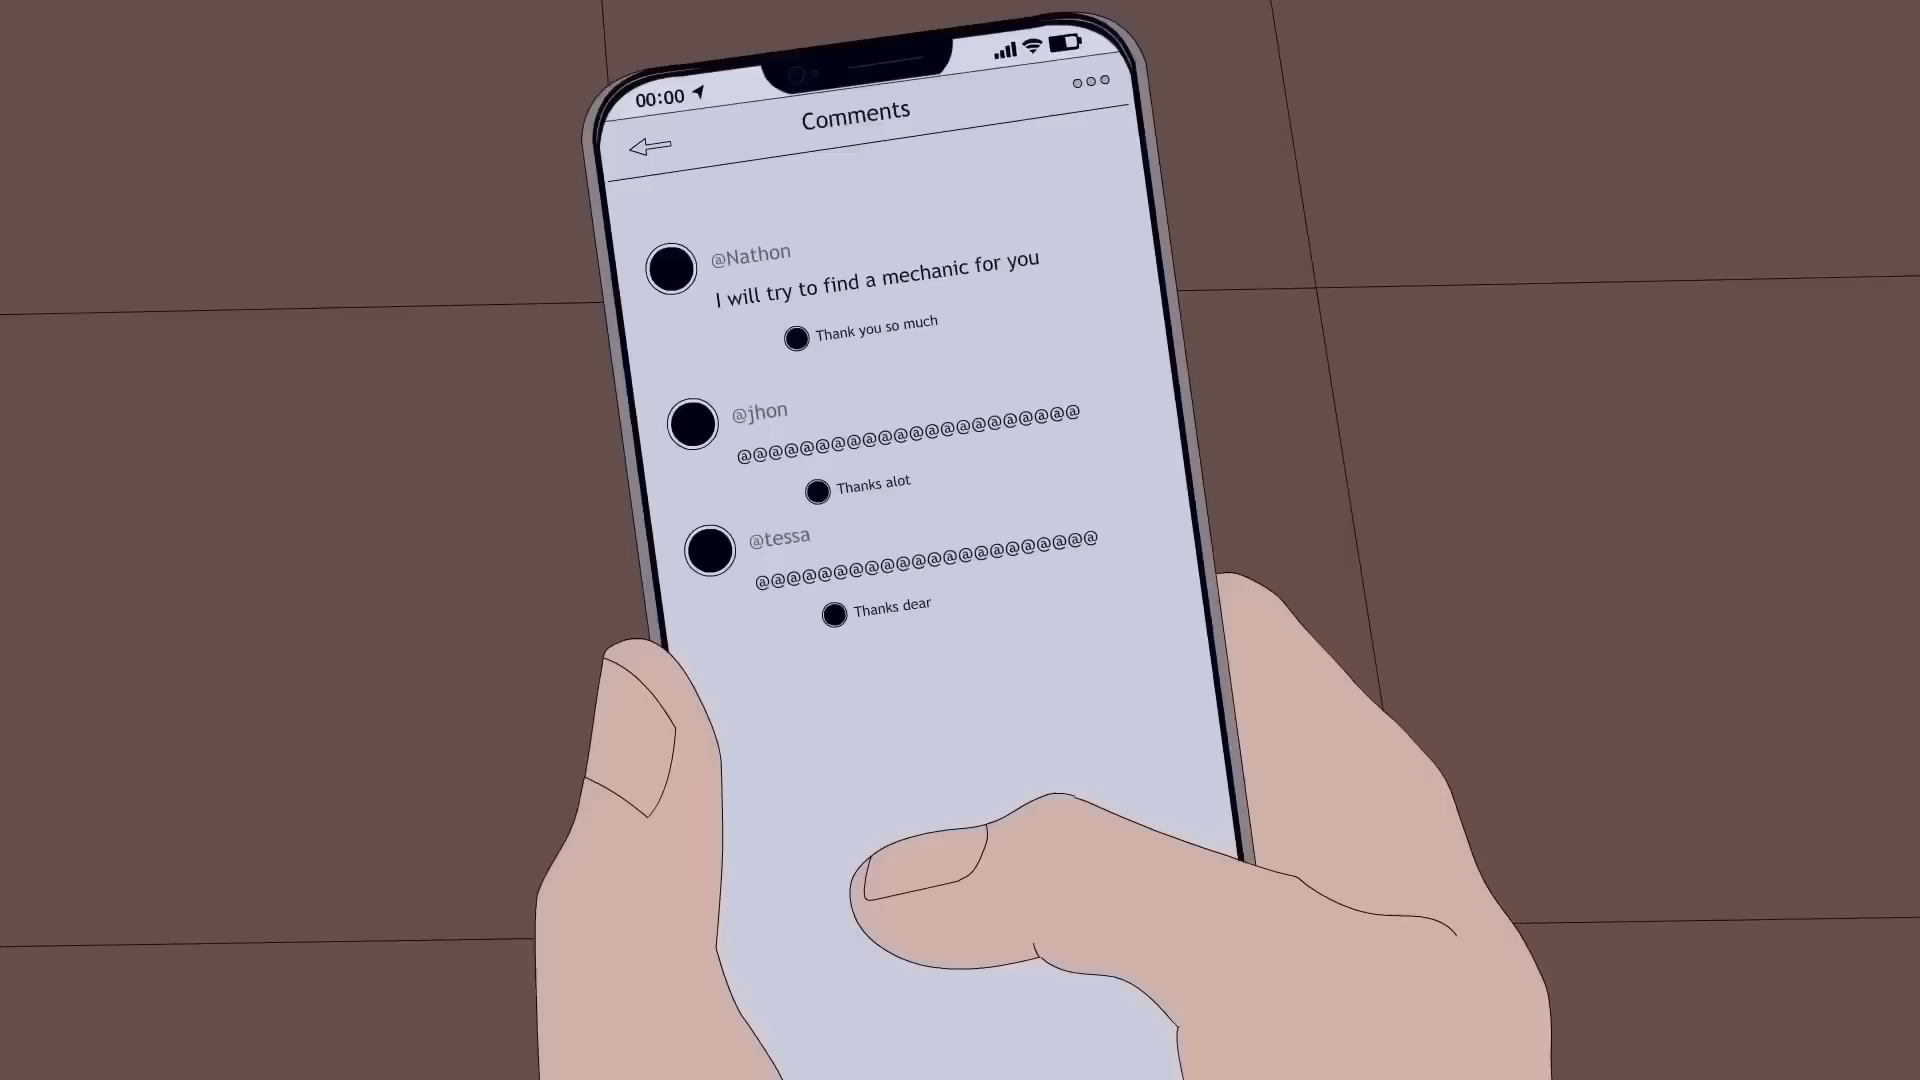 00:00
Comments
@Nathon
I will try to find a mechanic for you
Thank you so much
@jhon
@@@@@@@@@@@@@@@@@@@@@@
Thanks alot
@tessa
@@@@@@@@@@@@@@@@@@@@@@
Thanks dear